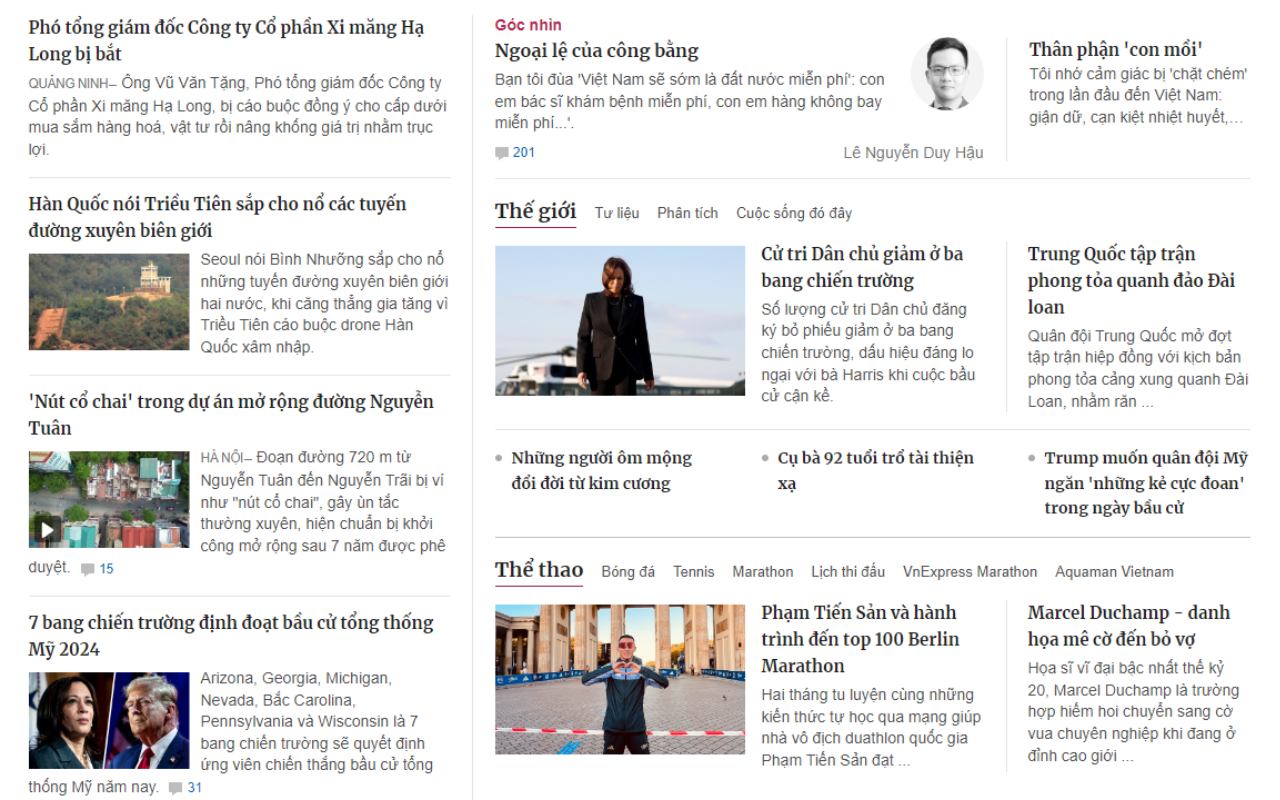 Phó tổng giám đốc Công ty Cổ phần Xi măng Hạ
Long bị bắt
QUẢNG NINH– Ông Vũ Văn Tặng, Phó tổng giám đốc Công ty
Cổ phần Xi măng Hạ Long, bị cáo buộc đồng ý cho cấp dưới
mua sắm hàng hoá, vật tư rồi nâng khống giá trị nhằm trục
lợi.
Hàn Quốc nói Triều Tiên sắp cho nổ các tuyến
đường xuyên biên giới
Seoul nói Bình Nhưỡng sắp cho nổ
những tuyến đường xuyên biên giới
hai nước, khi căng thẳng gia tăng vì
Triều Tiên cáo buộc drone Hàn
Quốc xâm nhập.
'Nút cổ chai' trong dự án mở rộng đường Nguyễn
Tuân
HÀ NỘI– Đoạn đường 720 m từ
Nguyễn Tuân đến Nguyễn Trãi bị ví
như "nút cổ chai", gây ùn tắc
thường xuyên, hiện chuẩn bị khởi
công mở rộng sau 7 năm được phê
duyệt. 15
7 bang chiến trường định đoạt bầu cử tổng thống
Mỹ 2024
Arizona, Georgia, Michigan,
Nevada, Bắc Carolina,
Pennsylvania và Wisconsin là 7
bang chiến trường sẽ quyết định
ứng viên chiến thắng bầu cử tổng
thống Mỹ năm nay. 31
Góc nhìn
Ngoại lệ của công bằng
Bạn tôi đùa 'Việt Nam sẽ sớm là đất nước miễn phí': con
em bác sĩ khám bệnh miễn phí, con em hàng không bay
miễn phí...'.
201
Lê Nguyễn Duy Hậu
Thân phận 'con mồi'
Tôi nhớ cảm giác bị 'chặt chém'
trong lần đầu đến Việt Nam:
giận dữ, cạn kiệt nhiệt huyết,...
Thế giới Tư liệu Phân tích Cuộc sống đó đây
Cử tri Dân chủ giảm ở ba
bang chiến trường
Số lượng cử tri Dân chủ đăng
ký bỏ phiếu giảm ở ba bang
chiến trường, dấu hiệu đáng lo
ngại với bà Harris khi cuộc bầu
cử cận kề.
Trung Quốc tập trận
phong tỏa quanh đảo Đài
loan
Quân đội Trung Quốc mở đợt
tập trận hiệp đồng với kịch bản
phong tỏa cảng xung quanh Đài
Loan, nhằm răn ...
Những người ôm mộng
đổi đời từ kim cương
Cụ bà 92 tuổi trổ tài thiện
xạ
Trump muốn quân đội Mỹ
ngăn 'những kẻ cực đoan'
trong ngày bầu cử
Thể thao Bóng đá Tennis Marathon Lịch thi đấu VnExpress Marathon Aquaman Vietnam
Phạm Tiến Sản và hành
trình đến top 100 Berlin
Marathon
Hai tháng tu luyện cùng những
kiến thức tự học qua mạng giúp
nhà vô địch duathlon quốc gia
Phạm Tiến Sản đạt ...
Marcel Duchamp - danh
họa mê cờ đến bỏ vợ
Họa sĩ vĩ đại bậc nhất thế kỷ
20, Marcel Duchamp là trường
hợp hiếm hoi chuyển sang cờ
vua chuyên nghiệp khi đang ở
đỉnh cao giới ...